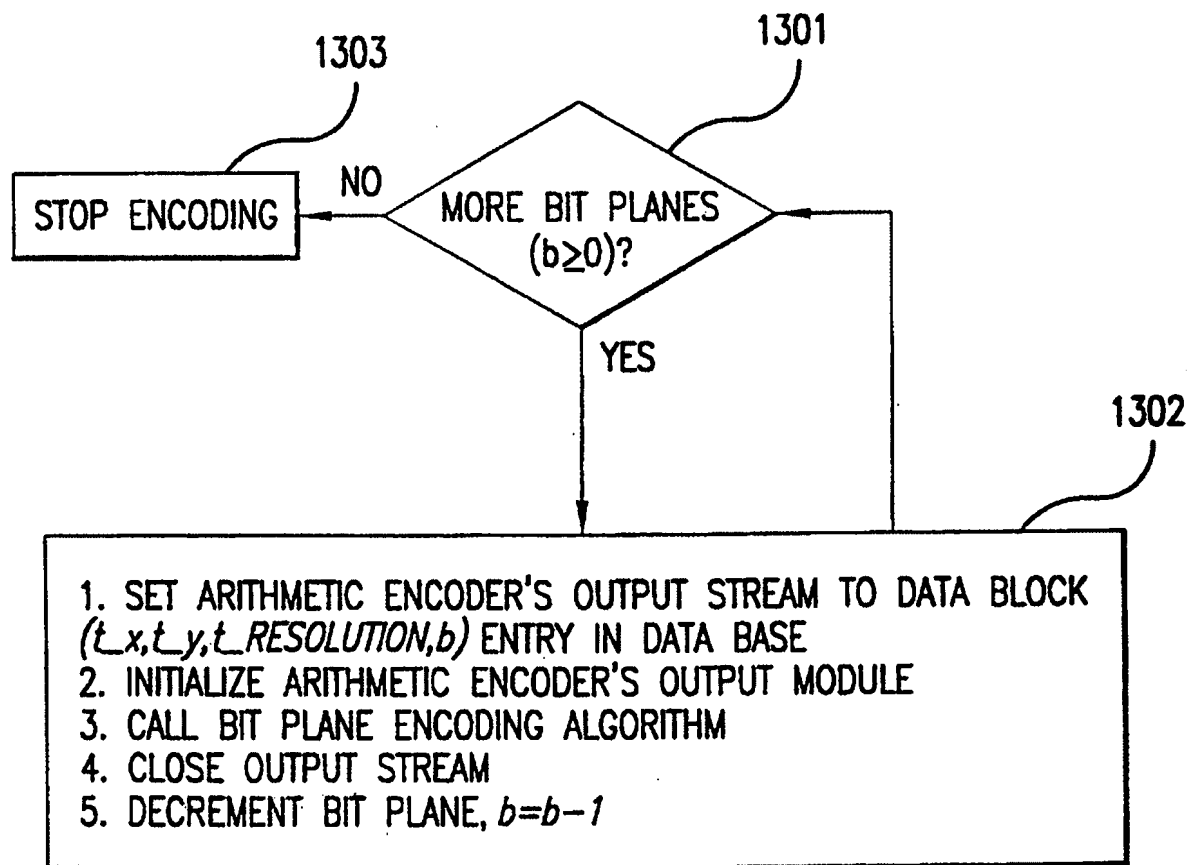 1303
1301
STOP ENCODING
NO
MORE BIT PLANES
(b≥0)?
YES
1302
1. SET ARITHMETIC ENCODER'S OUTPUT STREAM TO DATA BLOCK
(t_x,t_y,t_RESOLUTION,b) ENTRY IN DATA BASE
2. INITIALIZE ARITHMETIC ENCODER'S OUTPUT MODULE
3. CALL BIT PLANE ENCODING ALGORITHM
4. CLOSE OUTPUT STREAM
5. DECREMENT BIT PLANE, b=b-1